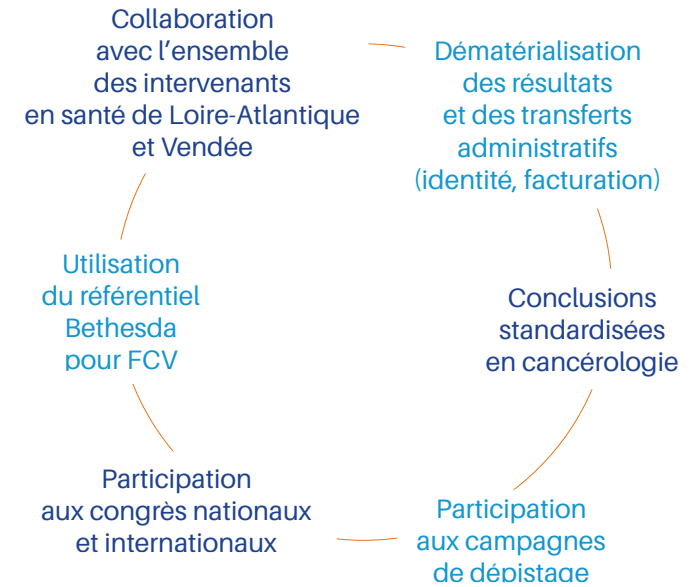 Collaboration
avec l'ensemble
des intervenants
en santé de Loire-Atlantique
et Vendée
Dématérialisation
des résultats
et des transferts
administratifs
(identité, facturation)
Conclusions
standardisées
en cancérologie
Participation
aux campagnes
de dépistage
Participation
aux congrès nationaux
et internationaux
Utilisation
du référentiel
Bethesda
pour FCV